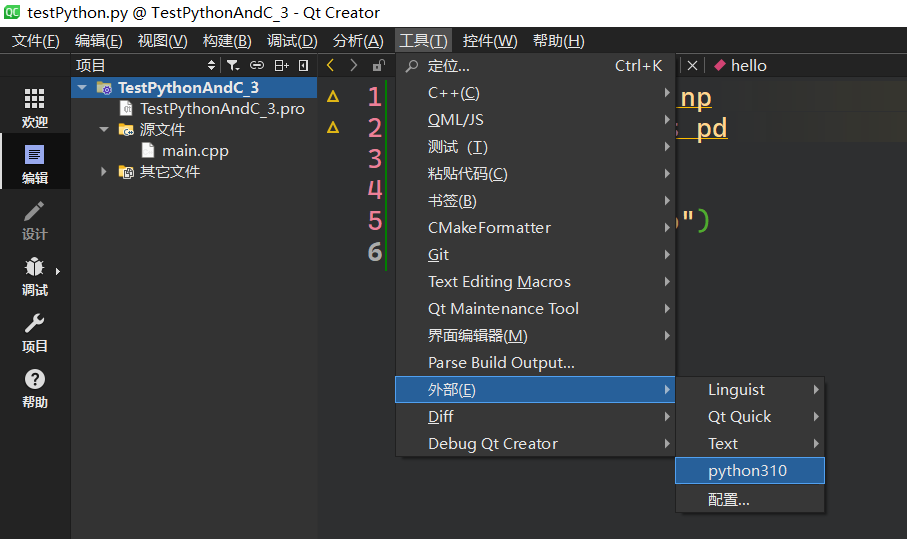 QC testPython.py @ TestPythonAndC_3 - Qt Creator
文件(F) 编辑(E) 视图(V) 构建(B) 调试(D) 分析(A) 工具(T) 控件(W) 帮助(H)
项目
hello
欢迎
编辑
设计
调试
项目
帮助
TestPythonAndC_3
TestPythonAndC_3.pro
源文件
main.cpp
其它文件
1 np
2 pd
3
4
5 ")
6
定位... Ctrl+K
C++(C)
QML/JS
测试 (T)
粘贴代码(C)
书签(B)
CMakeFormatter
Git
Text Editing Macros
Qt Maintenance Tool
界面编辑器(M)
Parse Build Output...
外部(E)
Diff
Debug Qt Creator
Linguist
Qt Quick
Text
python310
配置...